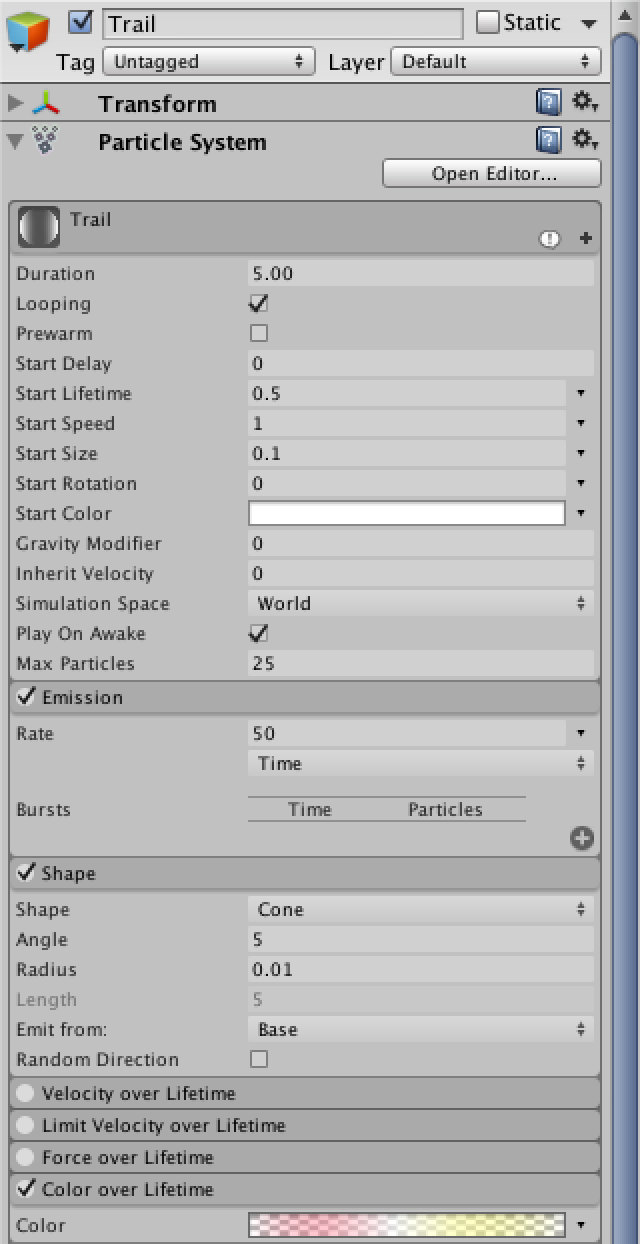 Trail Static
Tag Untagged Layer Default
Transform
Particle System
Open Editor...
Trail
Duration 5.00
Looping
Prewarm
Start Delay 0
Start Lifetime 0.5
Start Speed 1
Start Size 0.1
Start Rotation 0
Start Color
Gravity Modifier 0
Inherit Velocity 0
Simulation Space World
Play On Awake
Max Particles 25
Emission
Rate 50
Time
Bursts Time Particles
Shape
Shape Cone
Angle 5
Radius 0.01
Length 5
Emit from: Base
Random Direction
Velocity over Lifetime
Limit Velocity over Lifetime
Force over Lifetime
Color over Lifetime
Color